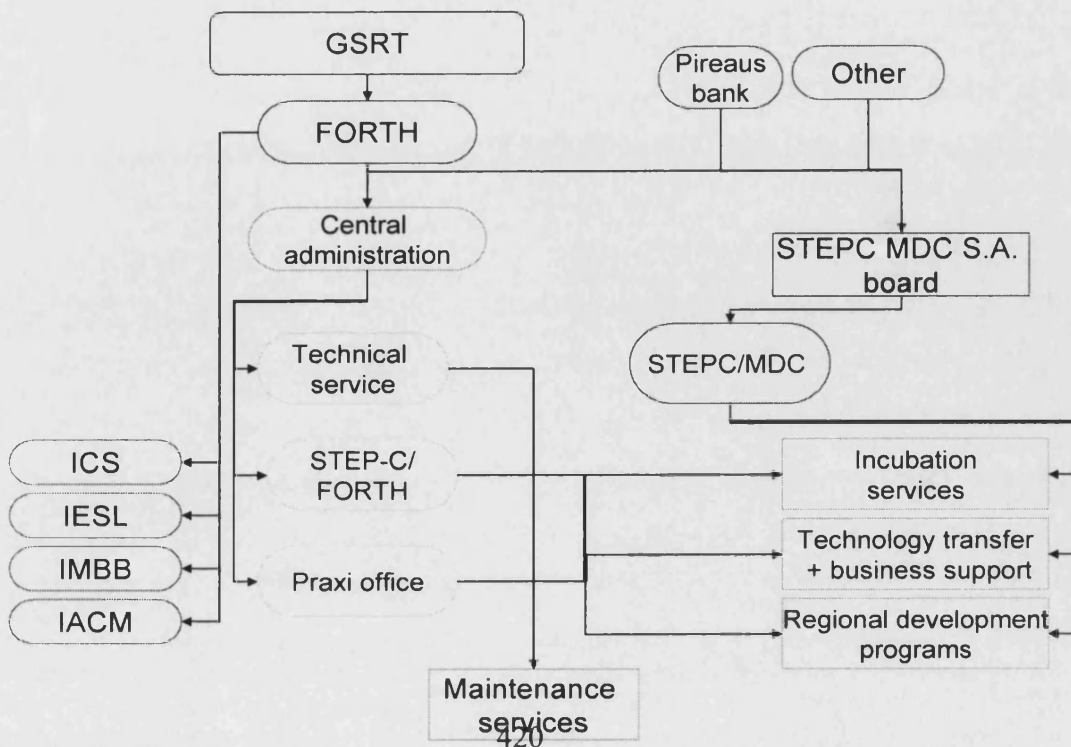 GSRT
Pireaus
bank
Other
FORTH
Central
administration
STEPC MDC S.A.
board
Technical
service
STEPC/MDC
ICS
STEP-C/
FORTH
Incubation
services
IESL
Technology transfer
+ business support
IMBB
Praxi office
IACM
Regional development
programs
Maintenance
services
420